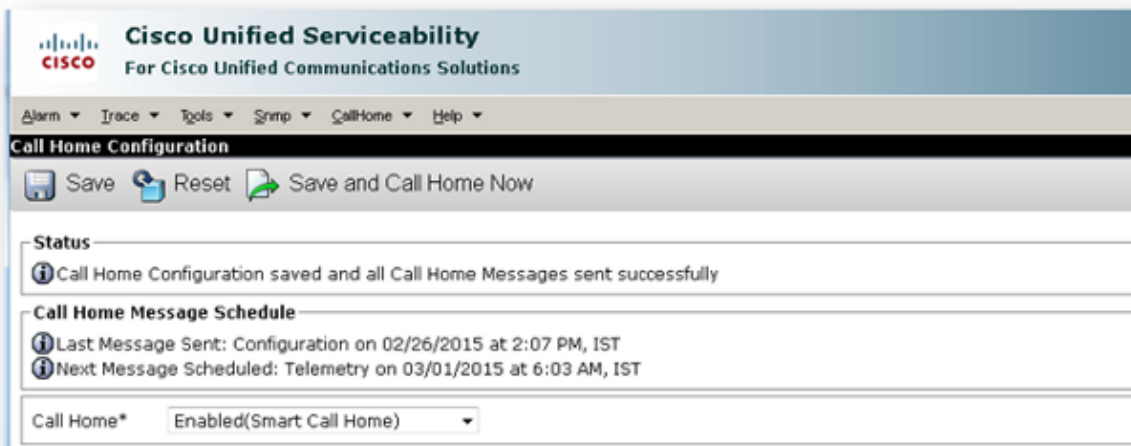 Cisco Unified Serviceability
CISCO
For Cisco Unified Communications Solutions
Alarm Trace Tools Snmp CallHome Help
Call Home Configuration
Save Reset Save and Call Home Now
Status
Call Home Configuration saved and all Call Home Messages sent successfully
Call Home Message Schedule
Last Message Sent: Configuration on 02/26/2015 at 2:07 PM, IST
Next Message Scheduled: Telemetry on 03/01/2015 at 6:03 AM, IST
Call Home* Enabled(Smart Call Home)